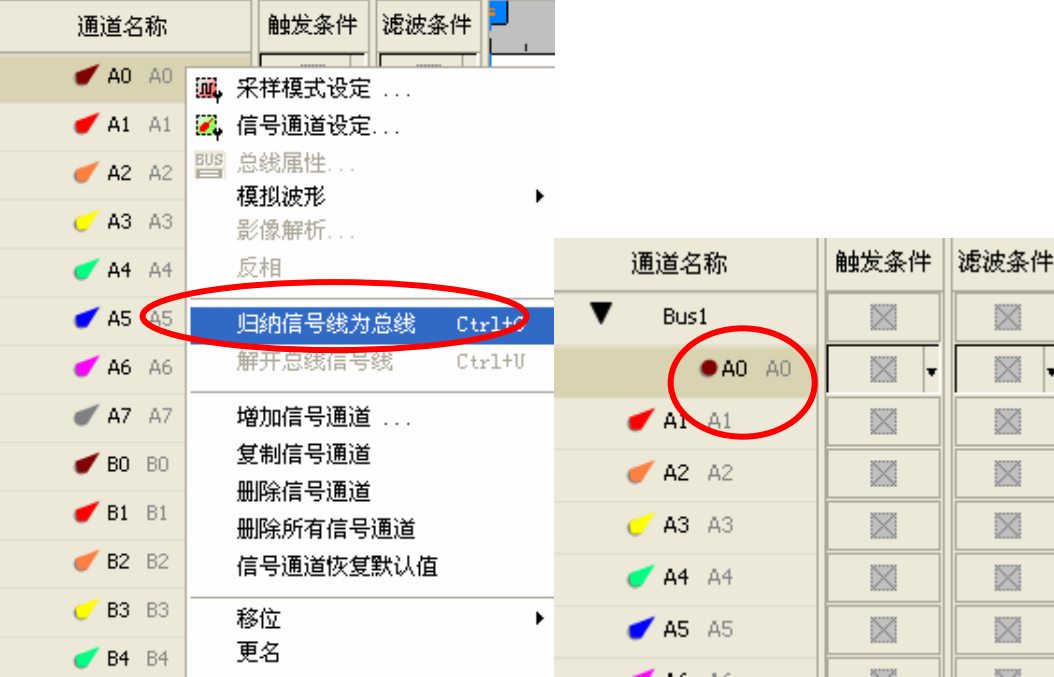 通道名称 触发条件 滤波条件
A0 A0
A1 A1
A2 A2
A3 A3
A4 A4
A5 A5
A6 A6
A7 A7
B0 B0
B1 B1
B2 B2
B3 B3
B4 B4
采样模式设定 ...
信号通道设定...
BUS 总线属性...
模拟波形
影像解析...
反相
归纳信号线为总线 Ctrl+G
解开总线信号线 Ctrl+U
增加信号通道 ...
复制信号通道
删除信号通道
删除所有信号通道
信号通道恢复默认值
移位
更名
通道名称 触发条件 滤波条件
Bus1
A0 A0
A1 A1
A2 A2
A3 A3
A4 A4
A5 A5